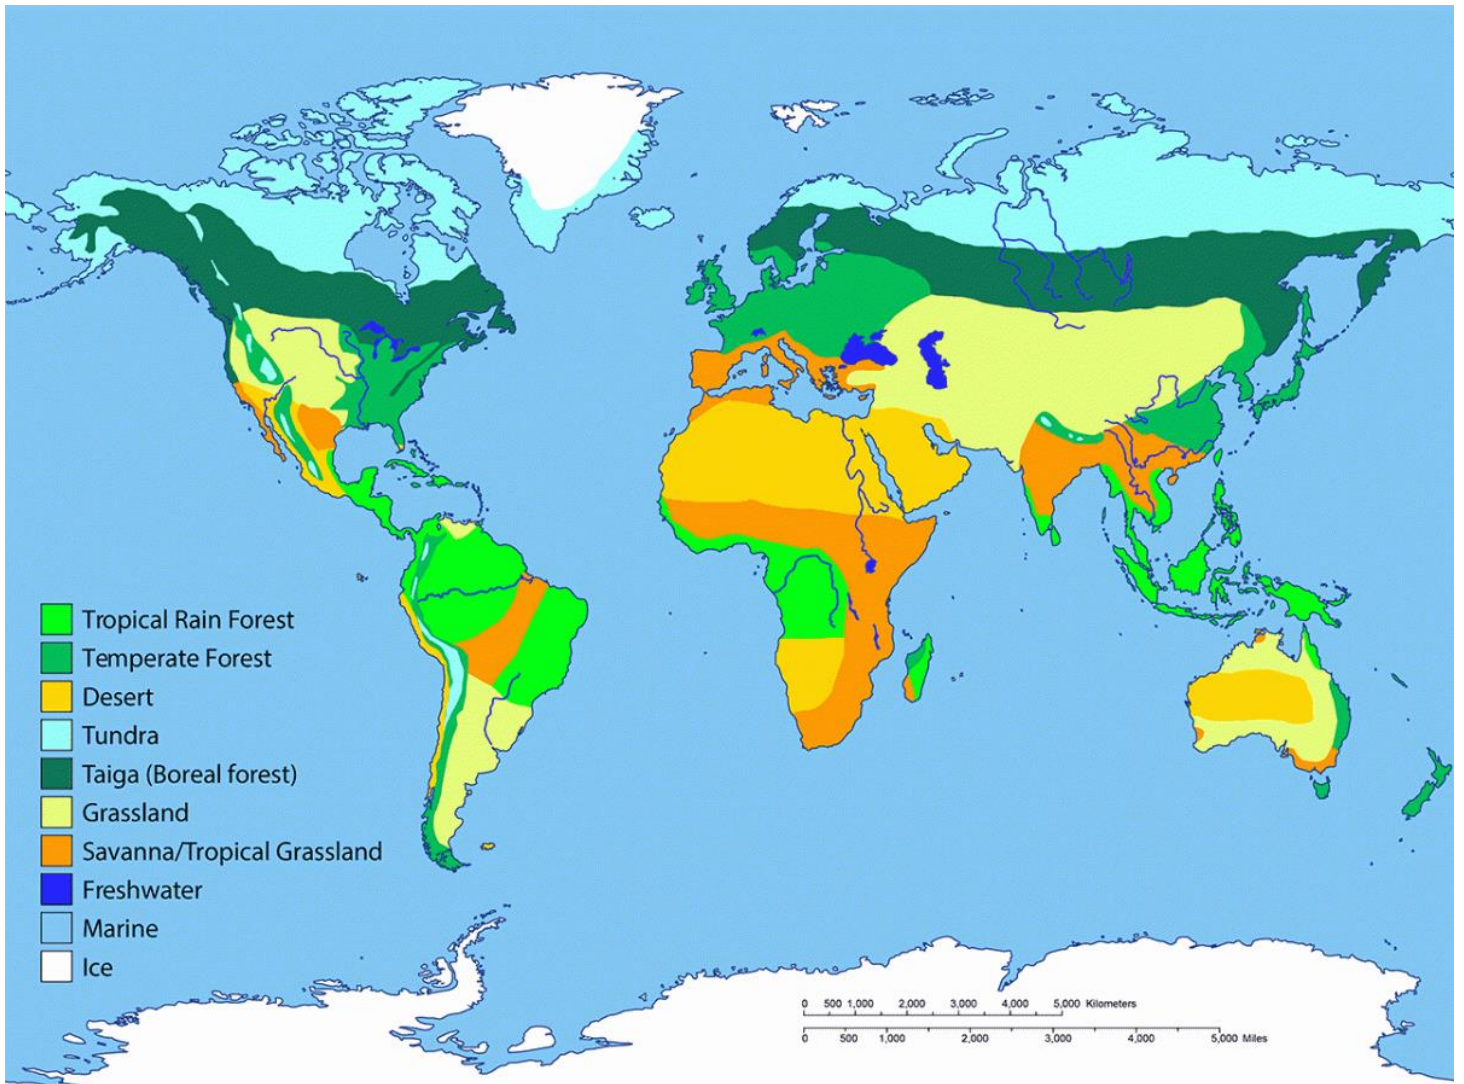 Tropical Rain Forest
Temperate Forest
Desert
Tundra
Taiga (Boreal forest)
Grassland
Savanna/Tropical Grassland
Freshwater
Marine
Ice
0 500 1,000 2,000 3,000 4,000 5,000 Kilometers
0 500 1,000 2,000 3,000 4,000 5,000 Miles